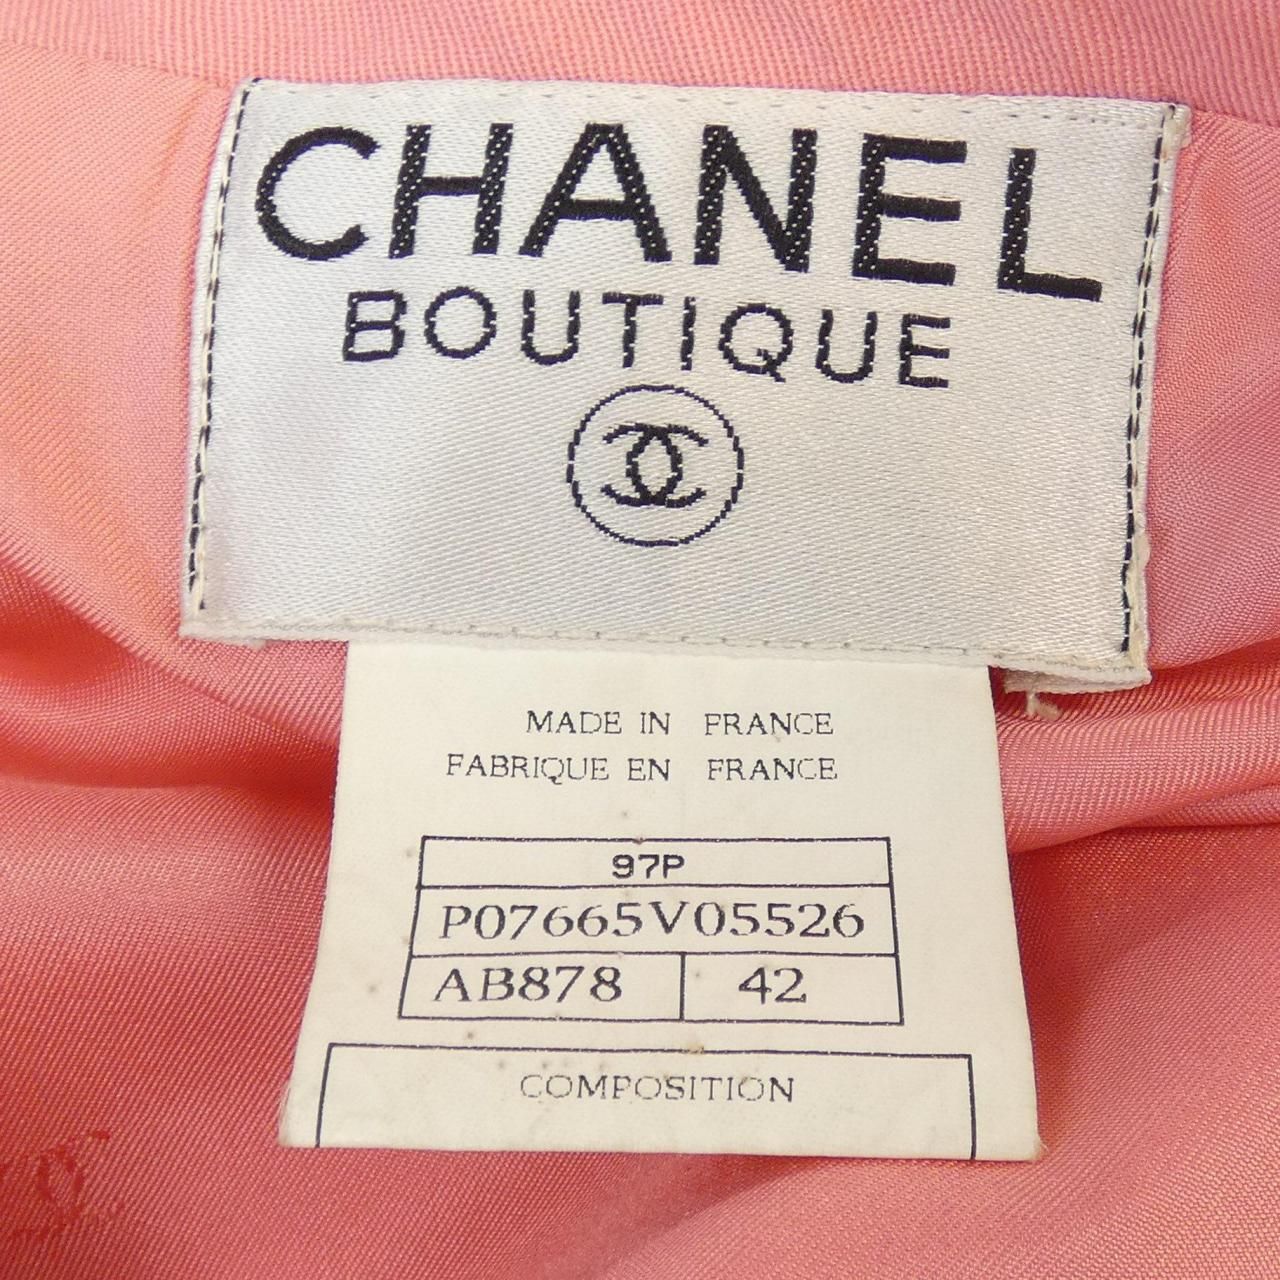 CHANEL
BOUTIQUE
MADE IN FRANCE
FABRIQUE EN FRANCE
97P
P07665V05526
AB878 42
COMPOSITION